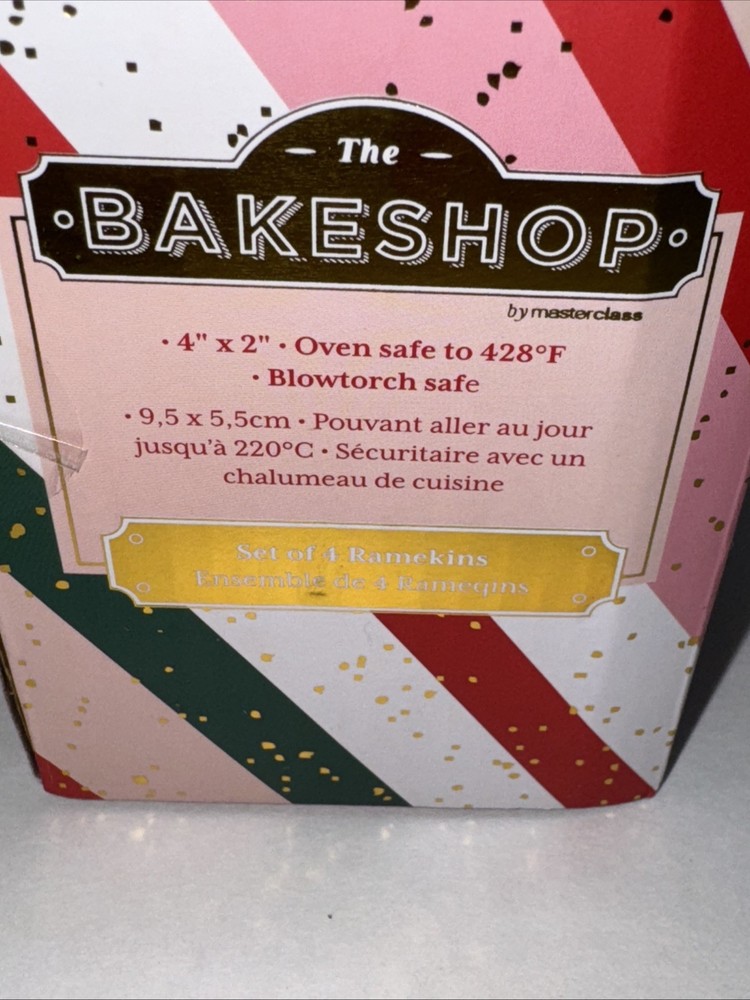 The
BAKESHOP
by masterclass
• 4" x 2" • Oven safe to 428°F
• Blowtorch safe
• 9,5 x 5,5cm • Pouvant aller au jour
jusqu'à 220°C • Sécuritaire avec un
chalumeau de cuisine
Set of 4 Ramekins
Ensemble de 4 Ramequins